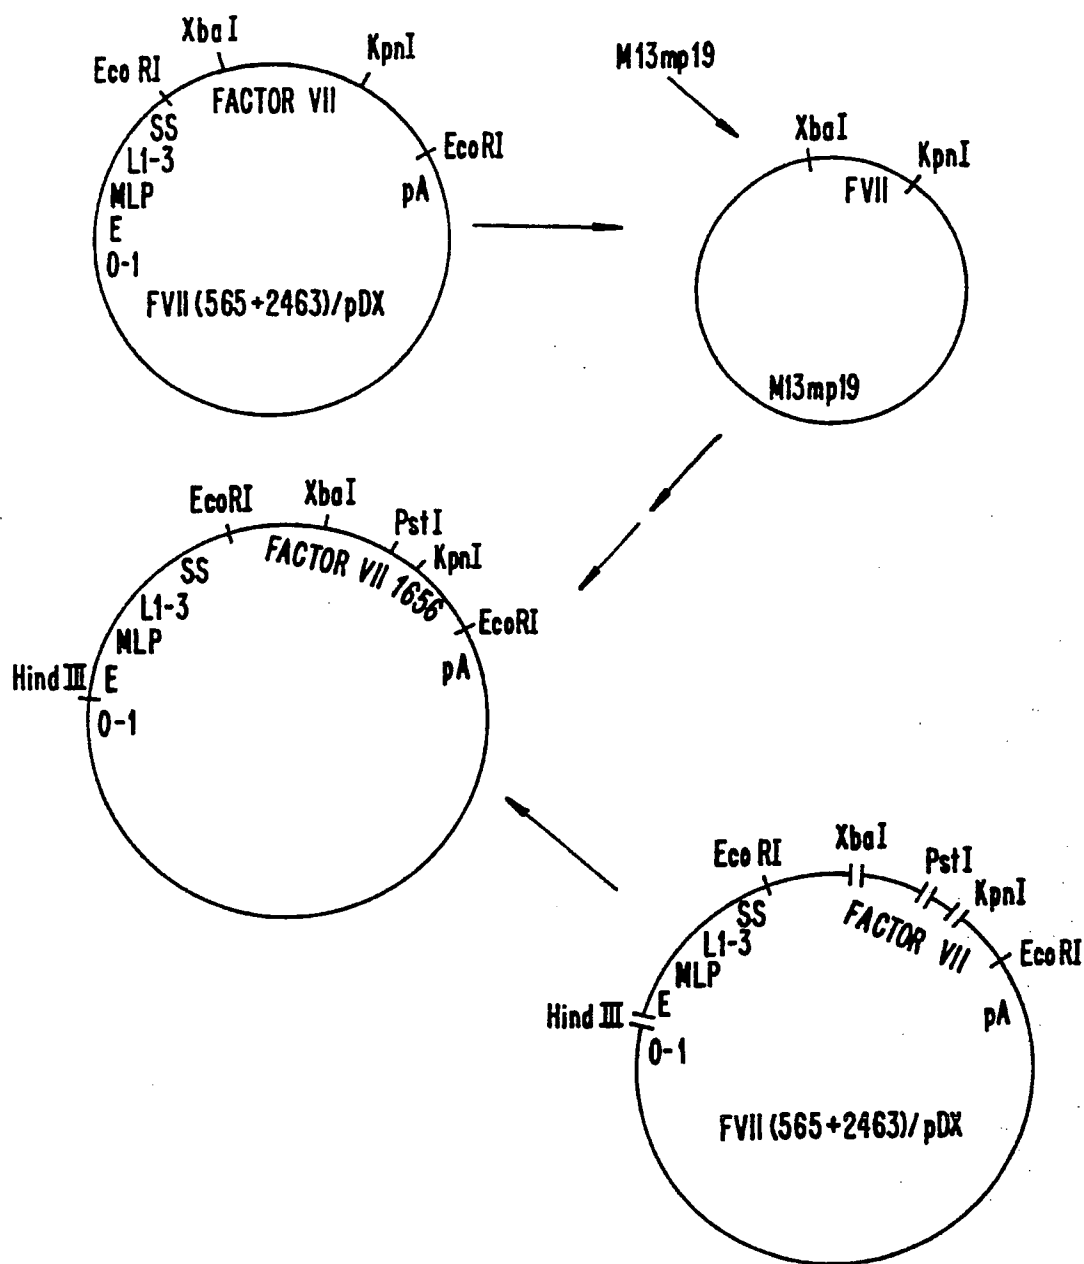 XbaI
KpnI
Eco RI
FACTOR VII
EcoRI
SS
L1-3
MLP
E
0-1
pA
FVII (565+2463)/pDX
M13mp19
XbaI
KpnI
FVII
M13mp19
EcoRI
XbaI
PstI
KpnI
FACTOR VII 1656
EcoRI
SS
L1-3
MLP
Hind III
E
0-1
pA
Eco RI
XbaI
PstI
KpnI
FACTOR VII
EcoRI
SS
L1-3
MLP
Hind III
E
0-1
pA
FVII (565+2463)/pDX